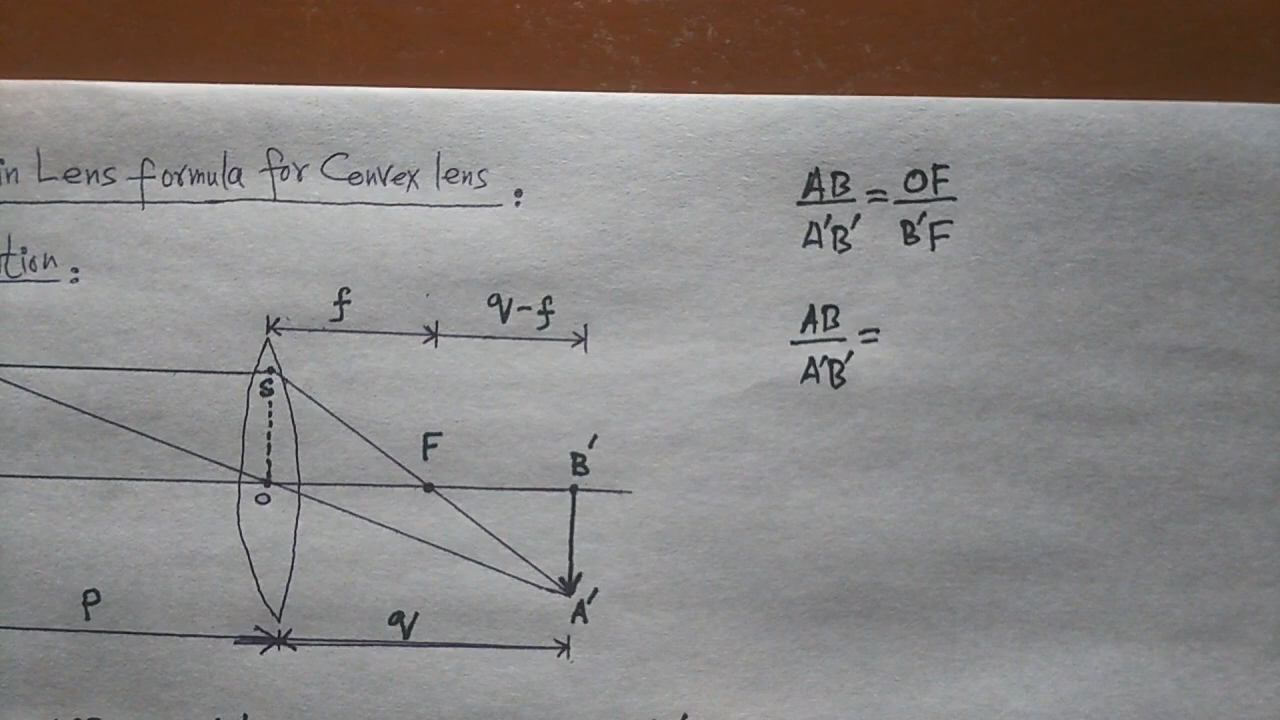 in Lens formula for Convex lens :
tion :
f q-f
S
F B′
O
A′
P q
AB/A′B′ = OF/B′F
AB/A′B′ =